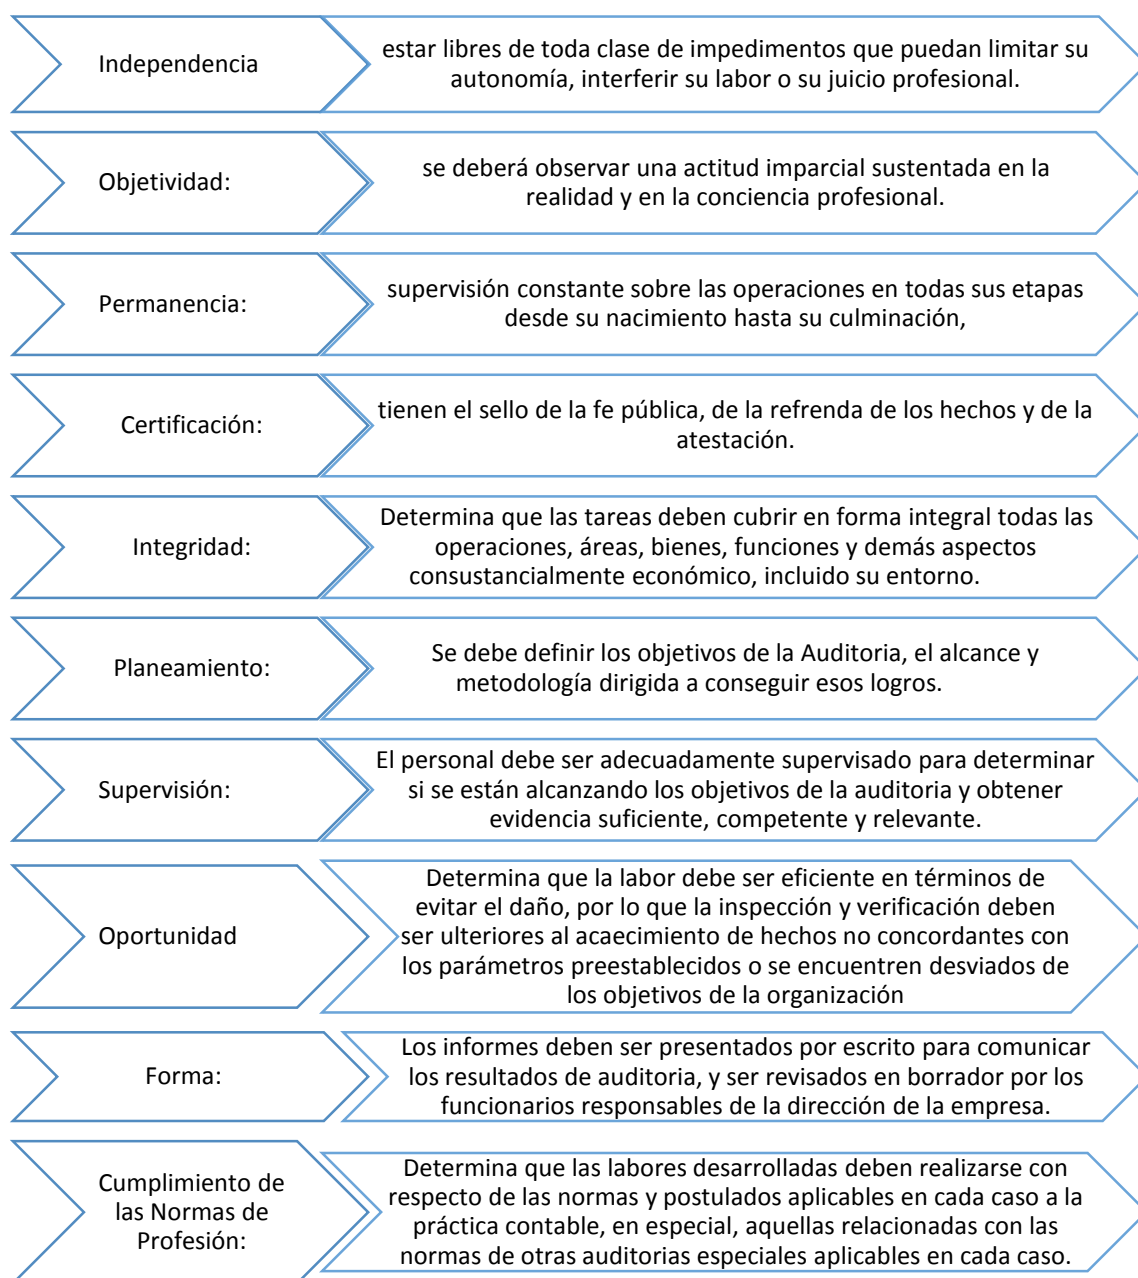 Independencia
estar libres de toda clase de impedimentos que puedan limitar su
autonomía, interferir su labor o su juicio profesional.
Objetividad:
se deberá observar una actitud imparcial sustentada en la
realidad y en la conciencia profesional.
Permanencia:
supervisión constante sobre las operaciones en todas sus etapas
desde su nacimiento hasta su culminación,
Certificación:
tienen el sello de la fe pública, de la refrenda de los hechos y de la
atestación.
Integridad:
Determina que las tareas deben cubrir en forma integral todas las
operaciones, áreas, bienes, funciones y demás aspectos
consustancialmente económico, incluido su entorno.
Planeamiento:
Se debe definir los objetivos de la Auditoria, el alcance y
metodología dirigida a conseguir esos logros.
Supervisión:
El personal debe ser adecuadamente supervisado para determinar
si se están alcanzando los objetivos de la auditoria y obtener
evidencia suficiente, competente y relevante.
Oportunidad
Determina que la labor debe ser eficiente en términos de
evitar el daño, por lo que la inspección y verificación deben
ser ulteriores al acaecimiento de hechos no concordantes con
los parámetros preestablecidos o se encuentren desviados de
los objetivos de la organización
Forma:
Los informes deben ser presentados por escrito para comunicar
los resultados de auditoria, y ser revisados en borrador por los
funcionarios responsables de la dirección de la empresa.
Cumplimiento de
las Normas de
Profesión:
Determina que las labores desarrolladas deben realizarse con
respecto de las normas y postulados aplicables en cada caso a la
práctica contable, en especial, aquellas relacionadas con las
normas de otras auditorias especiales aplicables en cada caso.